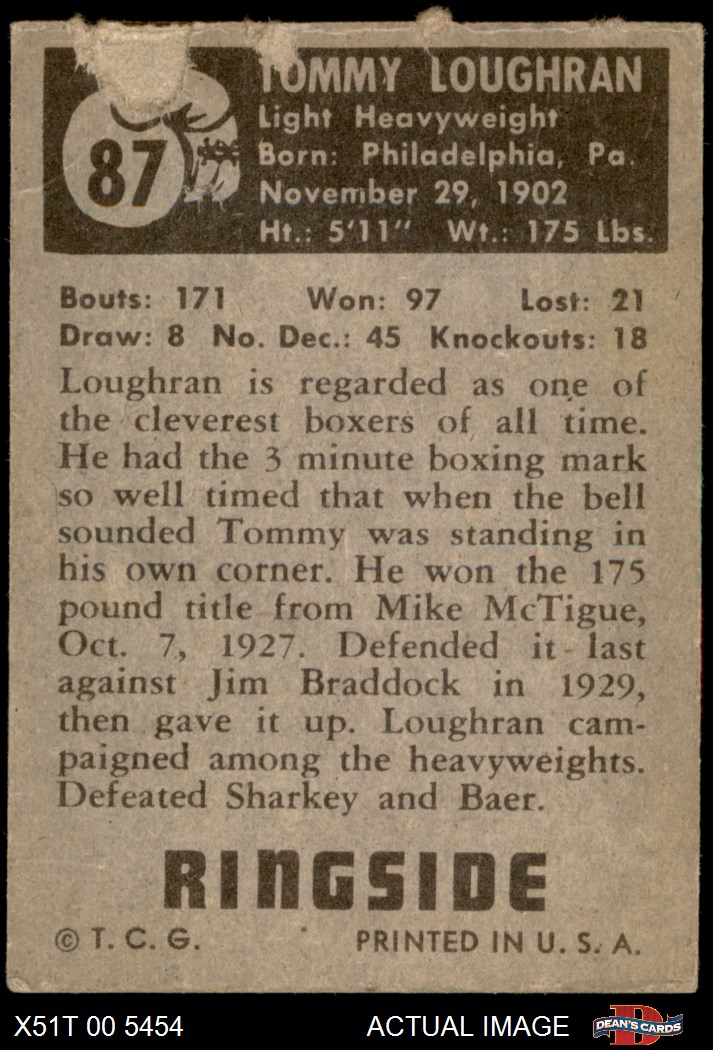 TOMMY LOUGHRAN
Light Heavyweight
87
Born: Philadelphia, Pa.
November 29, 1902
Ht.: 5'11" Wt.: 175 Lbs.
Bouts: 171 Won: 97 Lost: 21
Draw: 8 No. Dec.: 45 Knockouts: 18
Loughran is regarded as one of
the cleverest boxers of all time.
He had the 3 minute boxing mark
so well timed that when the bell
sounded Tommy was standing in
his own corner. He won the 175
pound title from Mike McTigue,
Oct. 7, 1927. Defended it last
against Jim Braddock in 1929,
then gave it up. Loughran cam-
paigned among the heavyweights.
Defeated Sharkey and Baer.
RINGSIDE
© T. C. G. PRINTED IN U. S. A.
X51T 00 5454 ACTUAL IMAGE D DEAN'S CARDS